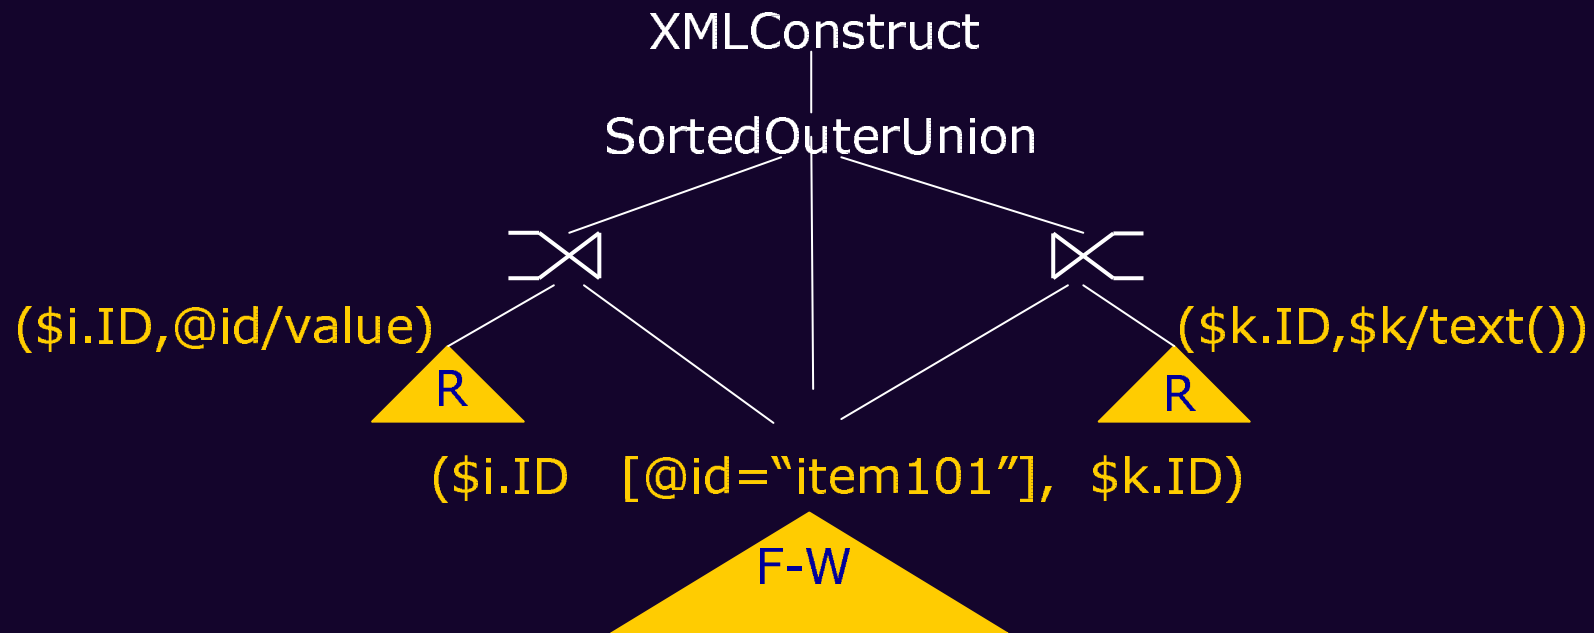 XMLConstruct
SortedOuterUnion
($i.ID,@id/value)
($k.ID,$k/text())
R
R
($i.ID [@id=“item101”], $k.ID)
F-W